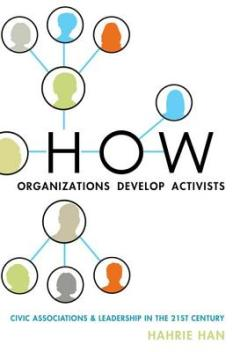 HOW
ORGANIZATIONS DEVELOP ACTIVISTS
CIVIC ASSOCIATIONS & LEADERSHIP IN THE 21ST CENTURY
HAHRIE HAN